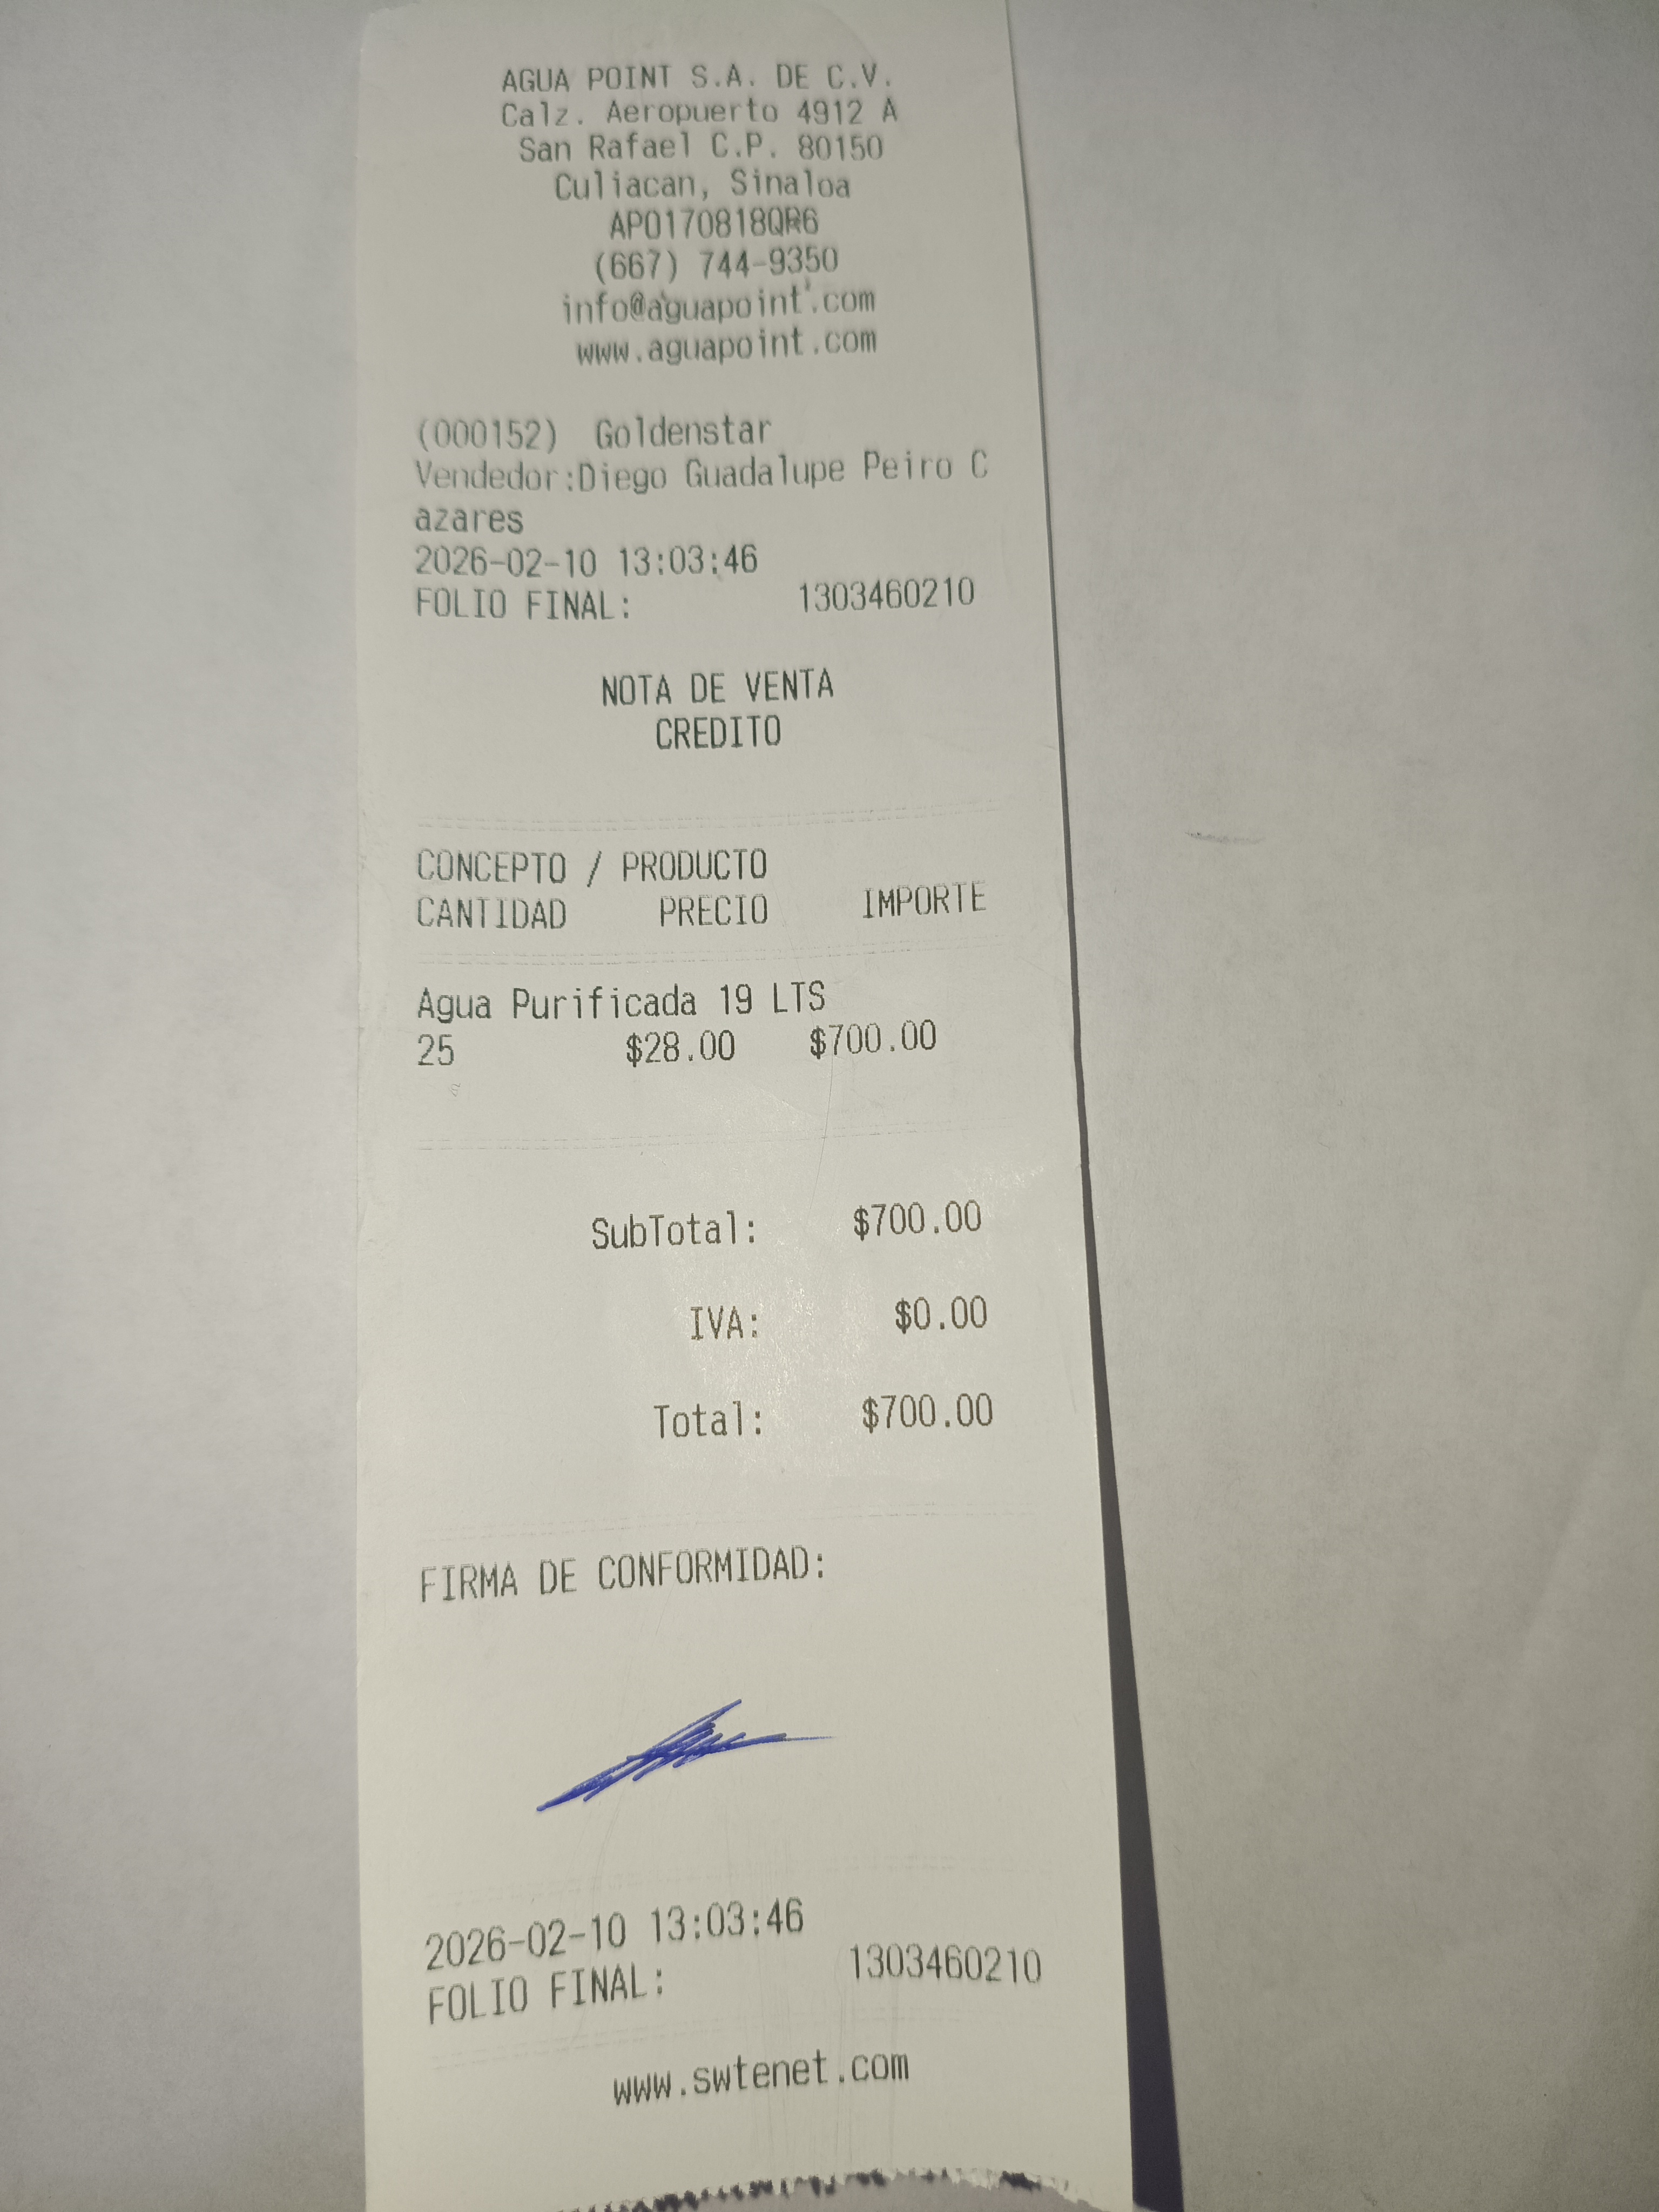 AGUA POINT S.A. DE C.V.
Calz. Aeropuerto 4912 A
San Rafael C.P. 80150
Culiacan, Sinaloa
APO170818QR6
(667) 744-9350
info@aguapoint.com
www.aguapoint.com
(000152) Goldenstar
Vendedor:Diego Guadalupe Peiro C
azares
2026-02-10 13:03:46
FOLIO FINAL: 1303460210
NOTA DE VENTA
CREDITO
CONCEPTO / PRODUCTO
CANTIDAD PRECIO IMPORTE
Agua Purificada 19 LTS
25 $28.00 $700.00
SubTotal: $700.00
IVA: $0.00
Total: $700.00
FIRMA DE CONFORMIDAD:
2026-02-10 13:03:46
FOLIO FINAL: 1303460210
www.swtenet.com